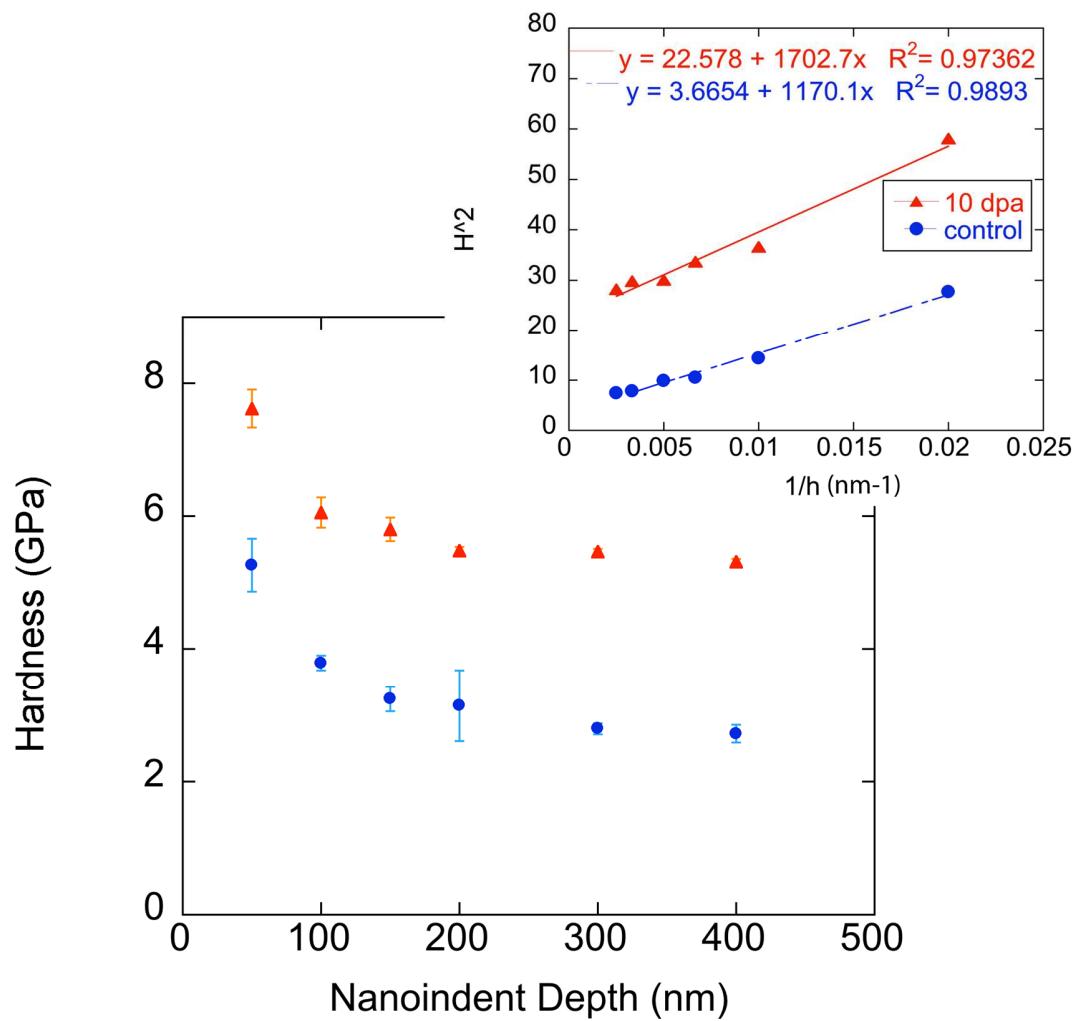 80
y = 22.578 + 1702.7x R²= 0.97362
70
y = 3.6654 + 1170.1x R²= 0.9893
60
50
10 dpa
control
40
H^2
30
20
10
0
0 0.005 0.01 0.015 0.02 0.025
1/h (nm-1)
8
6
4
2
0
Hardness (GPa)
0 100 200 300 400 500
Nanoindent Depth (nm)